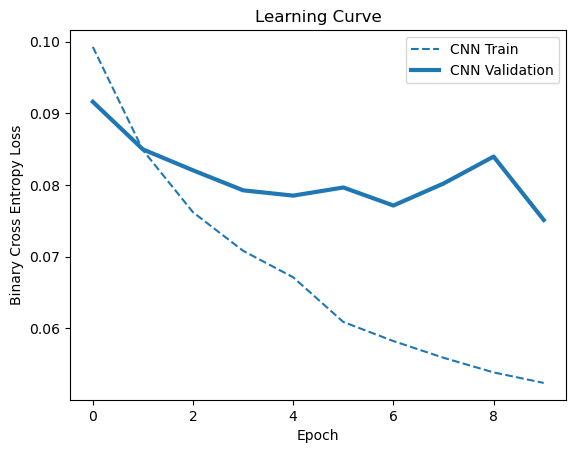 Learning Curve
CNN Train
CNN Validation
0.10
0.09
0.08
0.07
0.06
Binary Cross Entropy Loss
0
2
4
6
8
Epoch